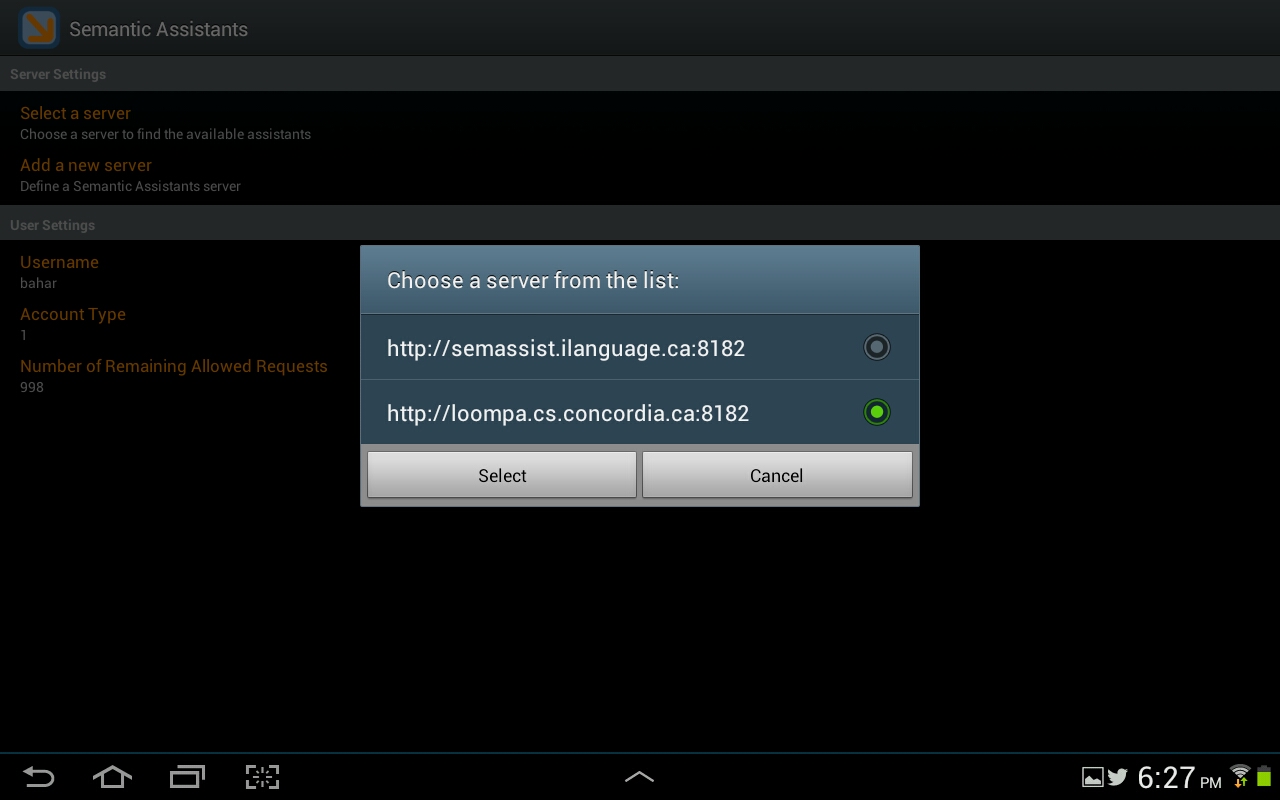 Semantic Assistants
Server Settings
Select a server
Choose a server to find the available assistants
Add a new server
Define a Semantic Assistants server
User Settings
Username
bahar
Account Type
1
Number of Remaining Allowed Requests
998
Choose a server from the list:
http://semassist.ilanguage.ca:8182
http://loompa.cs.concordia.ca:8182
Select
Cancel
6:27 PM